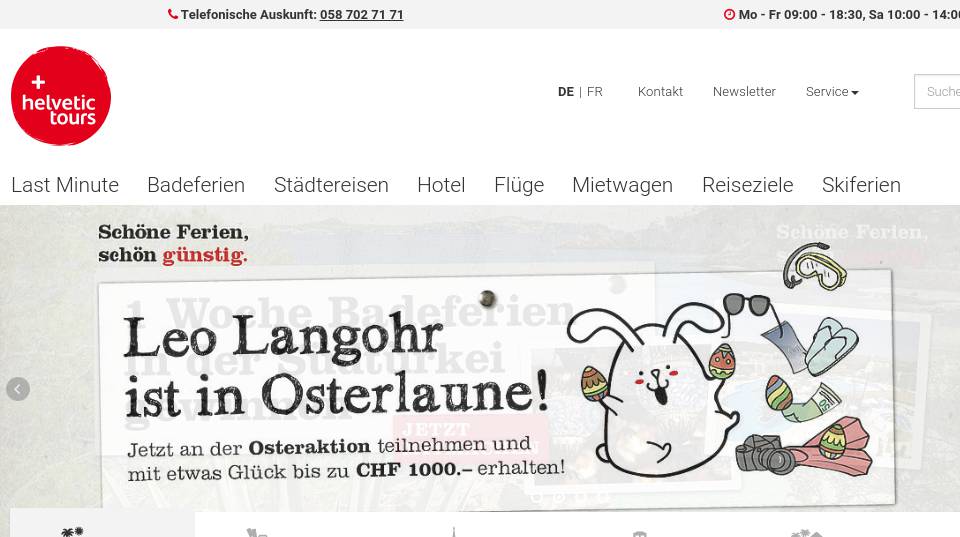 Telefonische Auskunft: 058 702 71 71
Mo - Fr 09:00 - 18:30, Sa 10:00 - 14:00
helvetic
tours
DE | FR
Kontakt
Newsletter
Service
Suche
Last Minute
Badeferien
Städtereisen
Hotel
Flüge
Mietwagen
Reiseziele
Skiferien
Schöne Ferien,
schön günstig.
Schöne Ferien,
1 Woche Badeferien
in der Südtürkei
gewinnen
JETZT
Leo Langohr
ist in Osterlaune!
Jetzt an der Osteraktion teilnehmen und
mit etwas Glück bis zu CHF 1000.– erhalten!